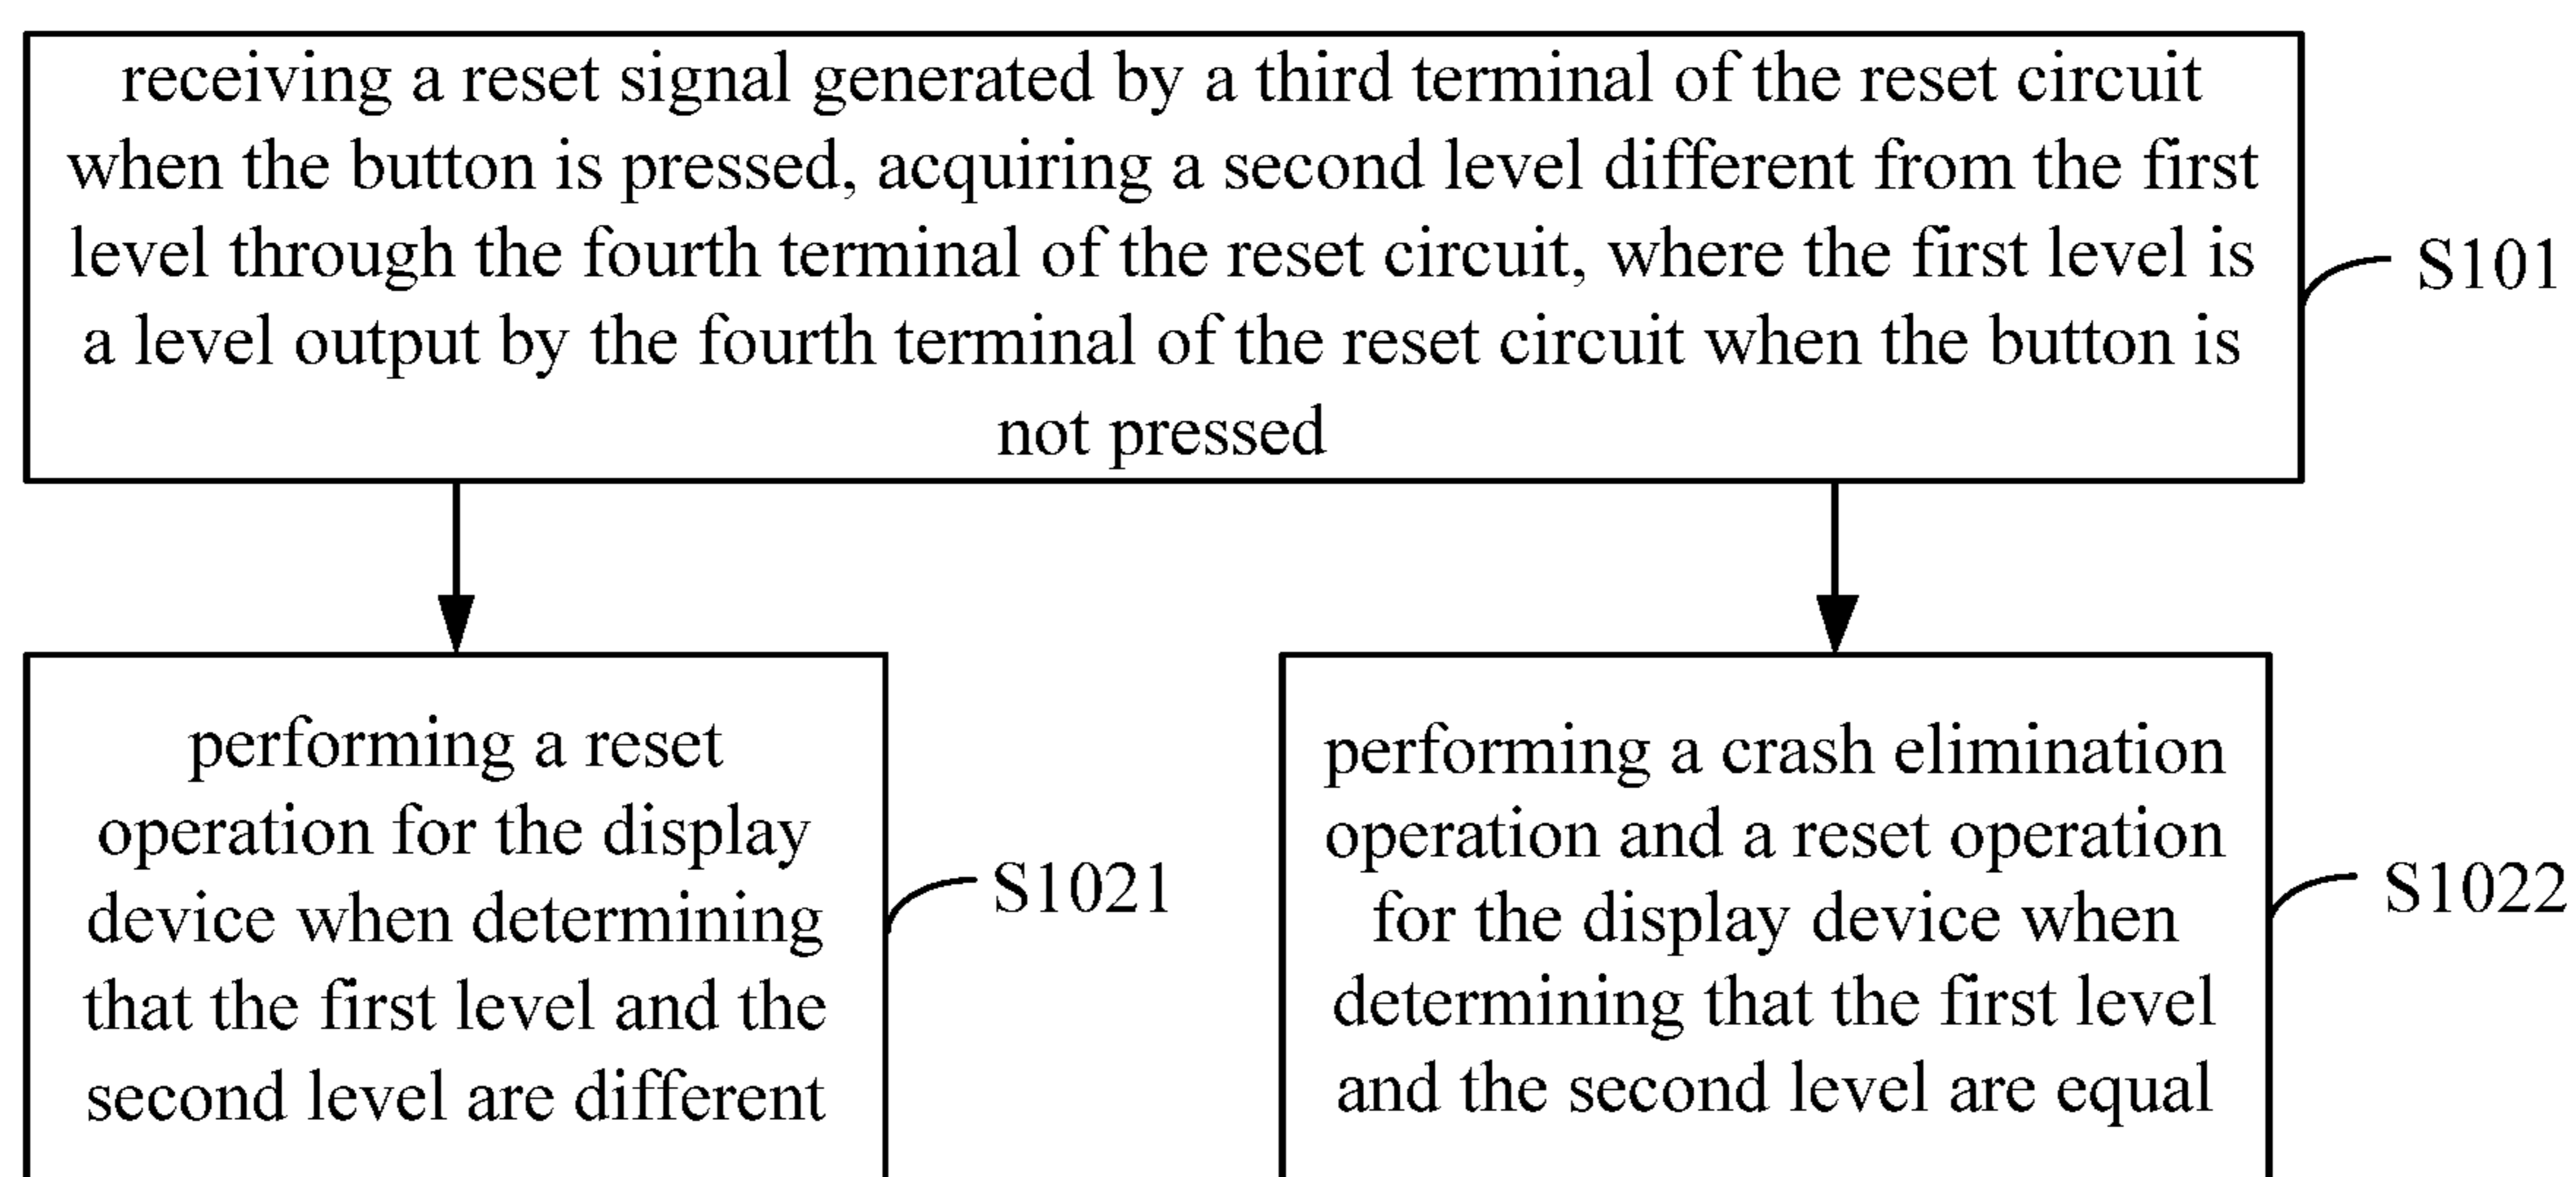 receiving a reset signal generated by a third terminal of the reset circuit
when the button is pressed, acquiring a second level different from the first
level through the fourth terminal of the reset circuit, where the first level is
a level output by the fourth terminal of the reset circuit when the button is
not pressed
S101
performing a reset
operation for the display
device when determining
that the first level and the
second level are different
S1021
performing a crash elimination
operation and a reset operation
for the display device when
determining that the first level
and the second level are equal
S1022